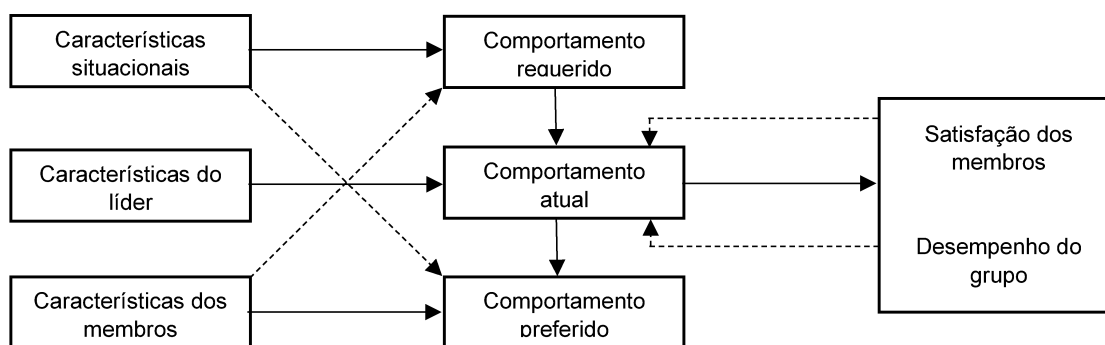 Características
situacionais
Comportamento
requerido
Características do
líder
Comportamento
atual
Características dos
membros
Comportamento
preferido
Satisfação dos
membros
Desempenho do
grupo